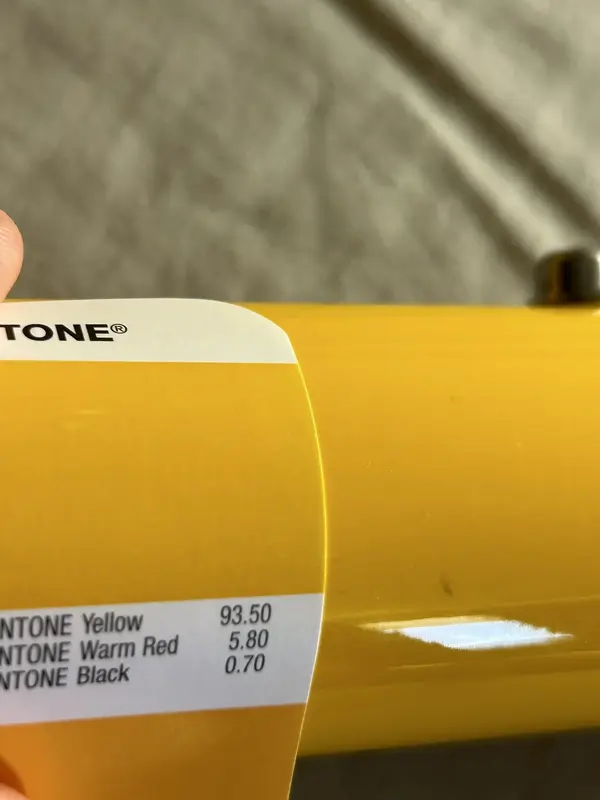 TONE®
NTONE Yellow 93.50
NTONE Warm Red 5.80
NTONE Black 0.70